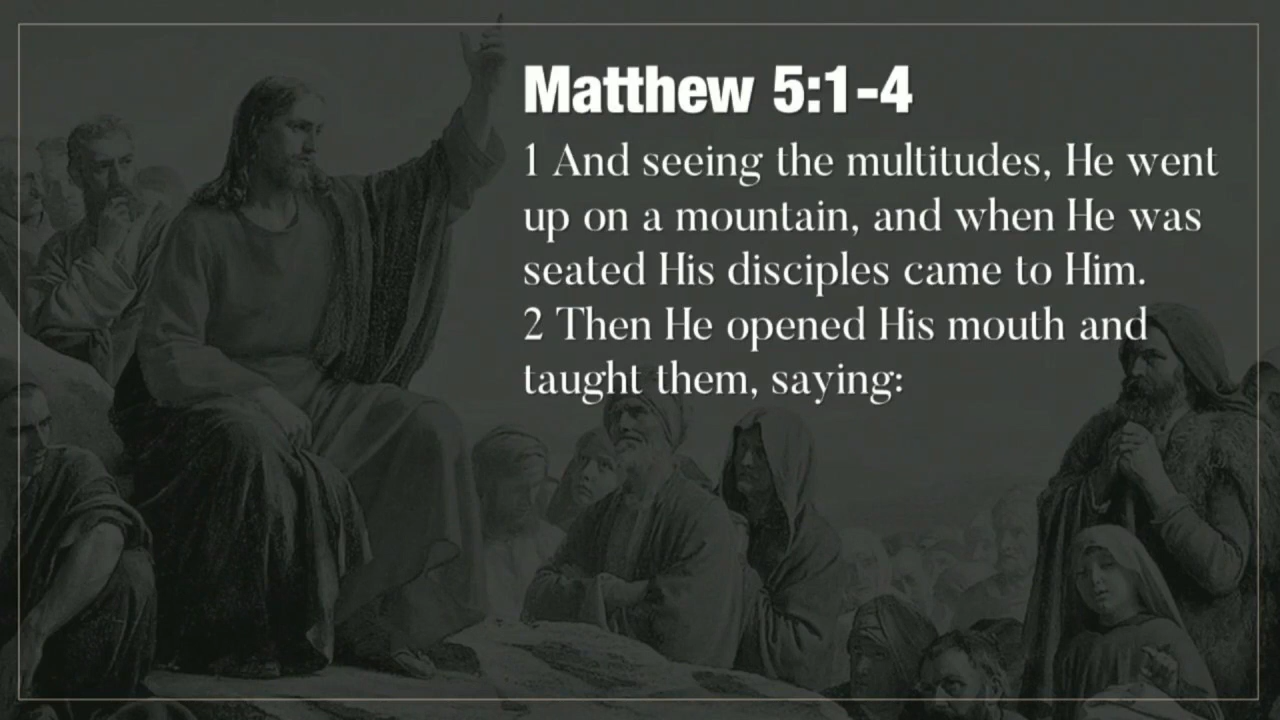 Matthew 5:1-4
1 And seeing the multitudes, He went
up on a mountain, and when He was
seated His disciples came to Him.
2 Then He opened His mouth and
taught them, saying: